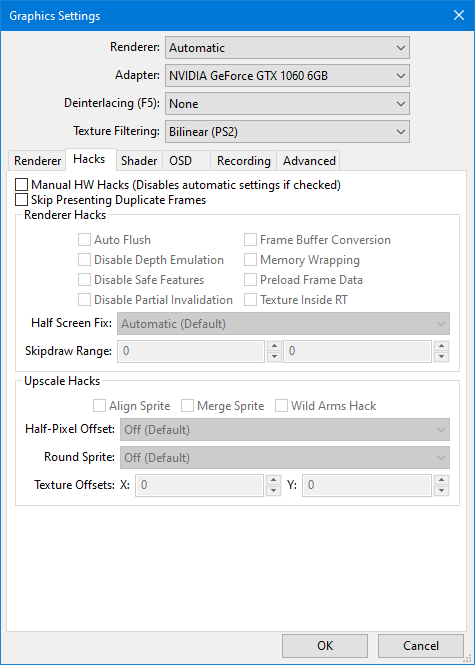 Graphics Settings
Renderer: Automatic
Adapter: NVIDIA GeForce GTX 1060 6GB
Deinterlacing (F5): None
Texture Filtering: Bilinear (PS2)
Renderer Hacks Shader OSD Recording Advanced
Manual HW Hacks (Disables automatic settings if checked)
Skip Presenting Duplicate Frames
Renderer Hacks
Auto Flush Frame Buffer Conversion
Disable Depth Emulation Memory Wrapping
Disable Safe Features Preload Frame Data
Disable Partial Invalidation Texture Inside RT
Half Screen Fix: Automatic (Default)
Skipdraw Range: 0 0
Upscale Hacks
Align Sprite Merge Sprite Wild Arms Hack
Half-Pixel Offset: Off (Default)
Round Sprite: Off (Default)
Texture Offsets: X: 0 Y: 0
OK Cancel